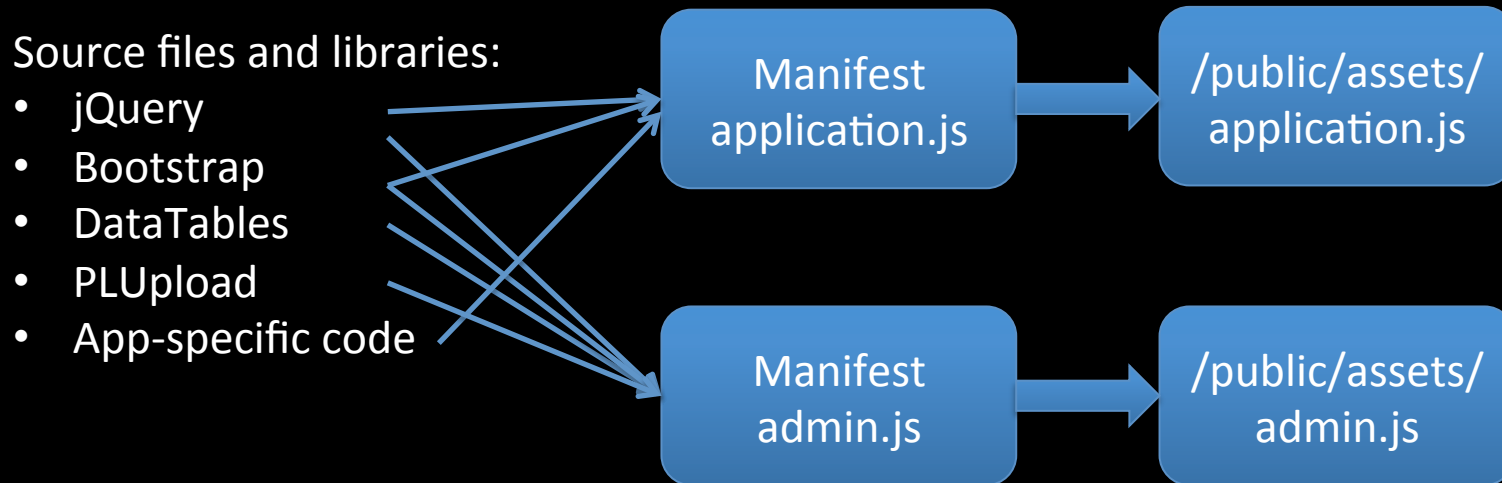 Source files and libraries:
• jQuery
• Bootstrap
• DataTables
• PLUpload
• App-specific code
Manifest
application.js
/public/assets/
application.js
Manifest
admin.js
/public/assets/
admin.js